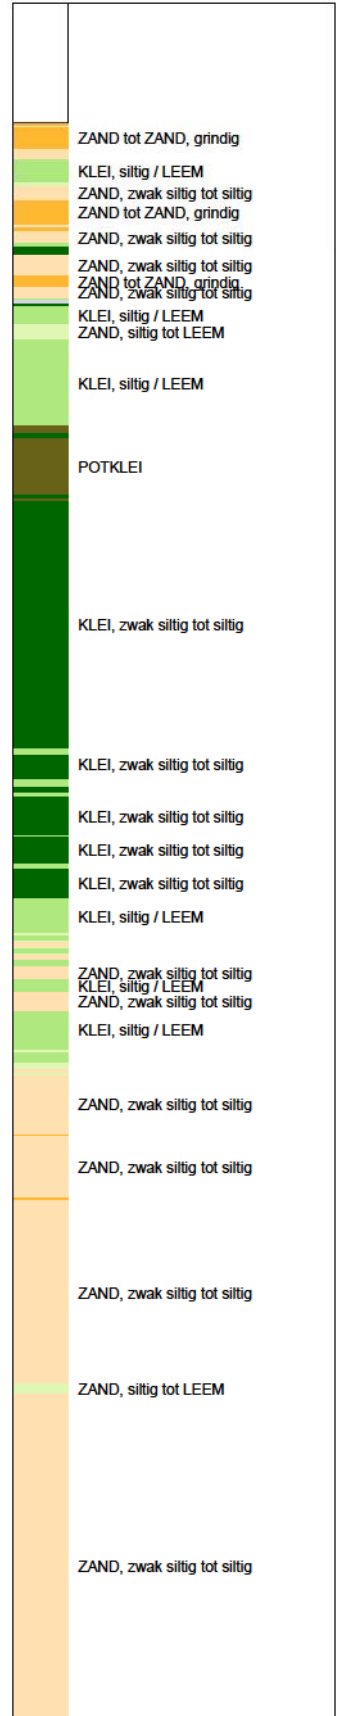 ZAND tot ZAND, grindig
KLEI, siltig / LEEM
ZAND, zwak siltig tot siltig
ZAND tot ZAND, grindig
ZAND, zwak siltig tot siltig
ZAND, zwak siltig tot siltig
ZAND tot ZAND, grindig
ZAND, zwak siltig tot siltig
KLEI, siltig / LEEM
ZAND, siltig tot LEEM
KLEI, siltig / LEEM
POTKLEI
KLEI, zwak siltig tot siltig
KLEI, zwak siltig tot siltig
KLEI, zwak siltig tot siltig
KLEI, zwak siltig tot siltig
KLEI, zwak siltig tot siltig
KLEI, siltig / LEEM
ZAND, zwak siltig tot siltig
KLEI, siltig / LEEM
ZAND, zwak siltig tot siltig
KLEI, siltig / LEEM
ZAND, zwak siltig tot siltig
ZAND, zwak siltig tot siltig
ZAND, zwak siltig tot siltig
ZAND, siltig tot LEEM
ZAND, zwak siltig tot siltig